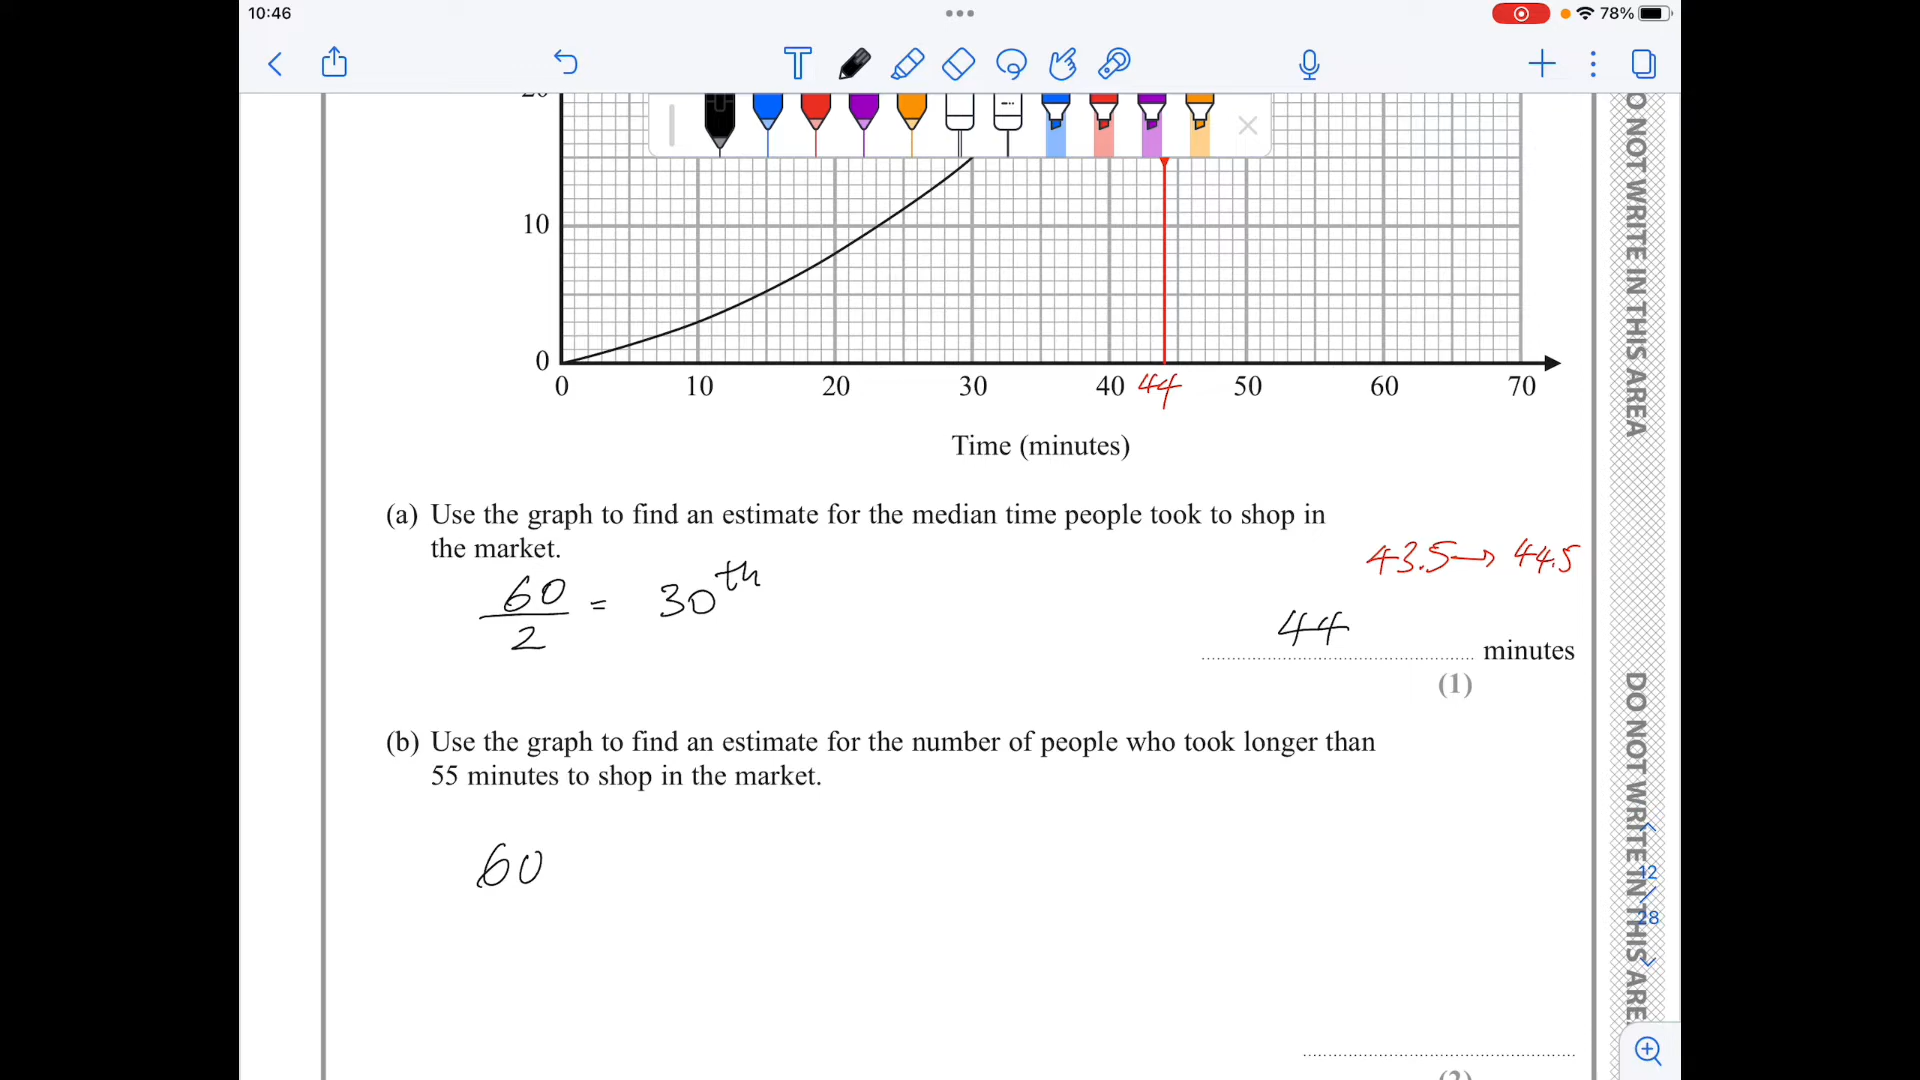 10:46
78%
20
10
0
0 10 20 30 40 44 50 60 70
Time (minutes)
(a) Use the graph to find an estimate for the median time people took to shop in
the market.
43.5 → 44.5
60/2 = 30th
44
minutes
(1)
(b) Use the graph to find an estimate for the number of people who took longer than
55 minutes to shop in the market.
60
(2)
O NOT WRITE IN THIS AREA
DO NOT WRITE IN THIS ARE
12
/
28